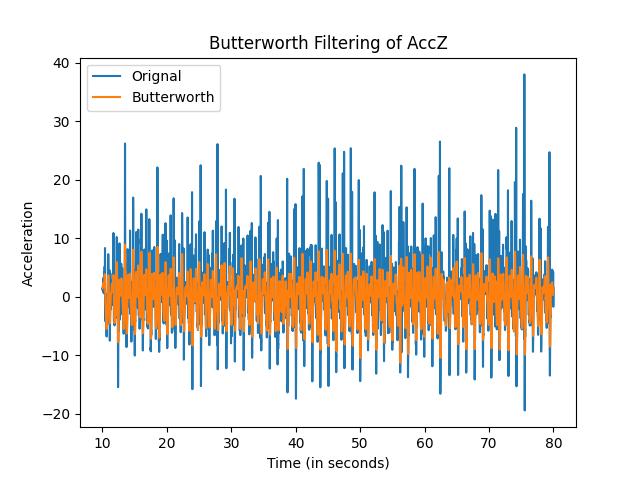 Butterworth Filtering of AccZ
Orignal
Butterworth
Acceleration
40
30
20
10
0
−10
−20
10 20 30 40 50 60 70 80
Time (in seconds)